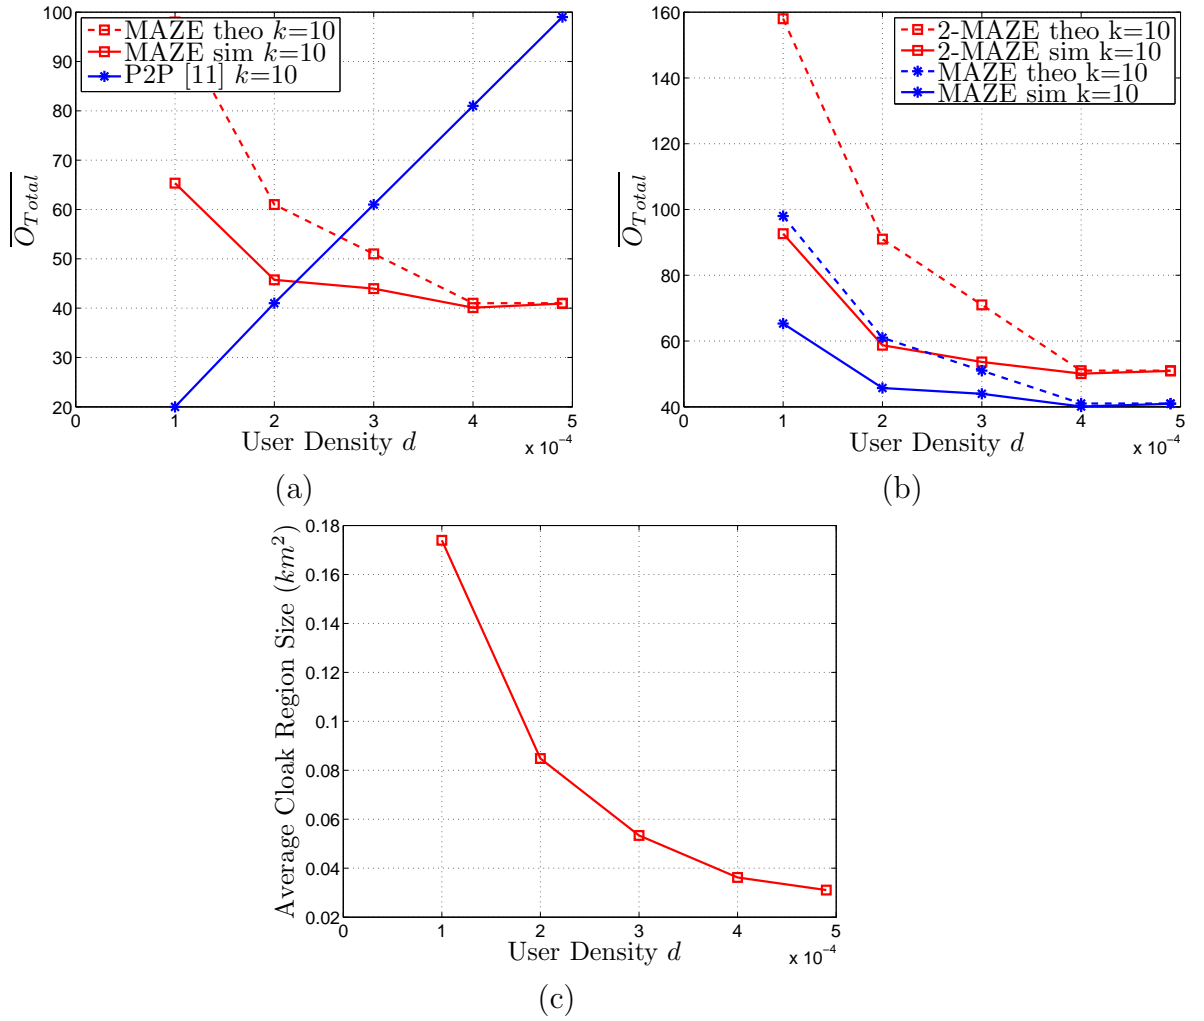 MAZE theo k=10
MAZE sim k=10
P2P [11] k=10
100
90
80
70
60
50
40
30
20
0
1
2
3
4
5
x 10⁻⁴
O_Total
User Density d
(a)
2-MAZE theo k=10
2-MAZE sim k=10
MAZE theo k=10
MAZE sim k=10
160
140
120
100
80
60
40
0
1
2
3
4
5
x 10⁻⁴
O_Total
User Density d
(b)
0.18
0.16
0.14
0.12
0.1
0.08
0.06
0.04
0.02
0
1
2
3
4
5
x 10⁻⁴
Average Cloak Region Size (km²)
User Density d
(c)